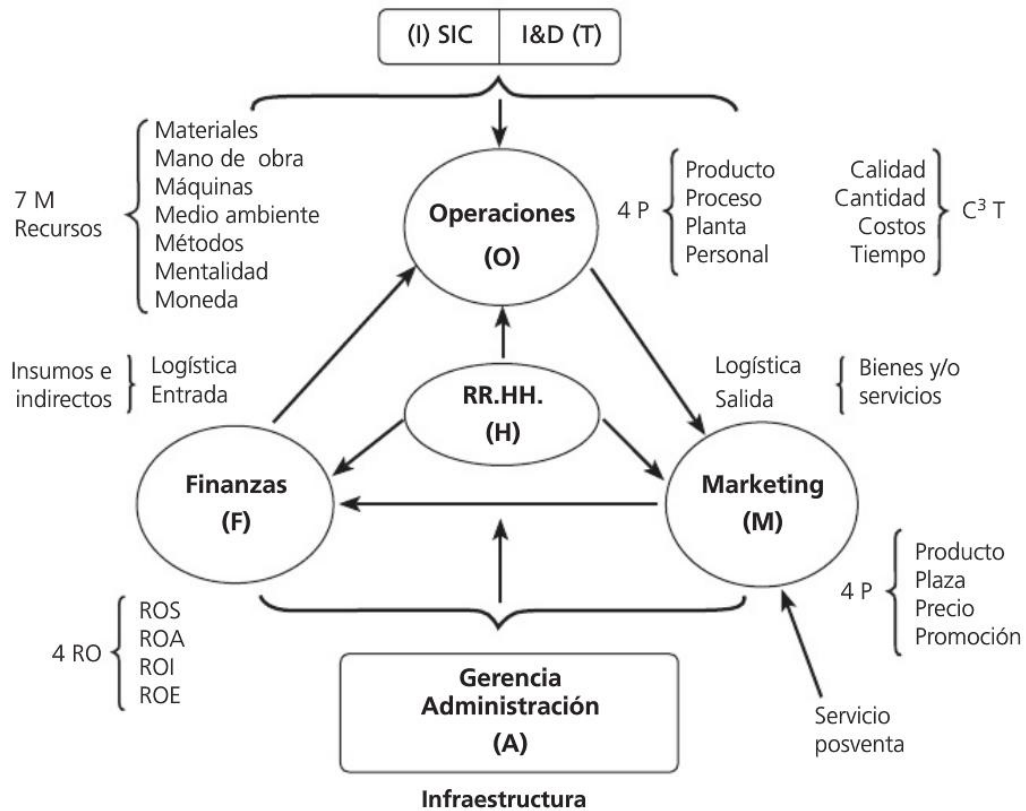 (I) SIC
I&D (T)
7 M
Recursos
Materiales
Mano de obra
Máquinas
Medio ambiente
Métodos
Mentalidad
Moneda
Operaciones
(O)
4 P
Producto
Proceso
Planta
Personal
Calidad
Cantidad
Costos
Tiempo
C³ T
Insumos e
indirectos
Logística
Entrada
RR.HH.
(H)
Logística
Salida
Bienes y/o
servicios
Finanzas
(F)
Marketing
(M)
4 RO
ROS
ROA
ROI
ROE
4 P
Producto
Plaza
Precio
Promoción
Gerencia
Administración
(A)
Servicio
posventa
Infraestructura